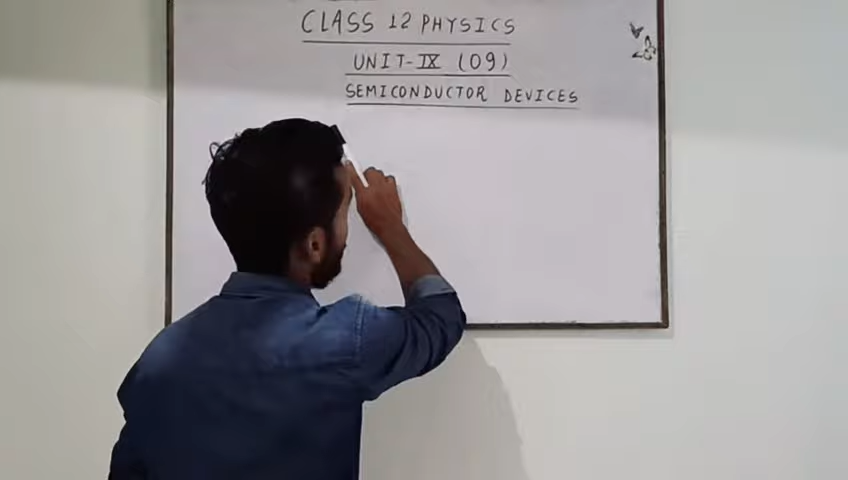 CLASS 12 PHYSICS
UNIT-IX (09)
SEMICONDUCTOR DEVICES